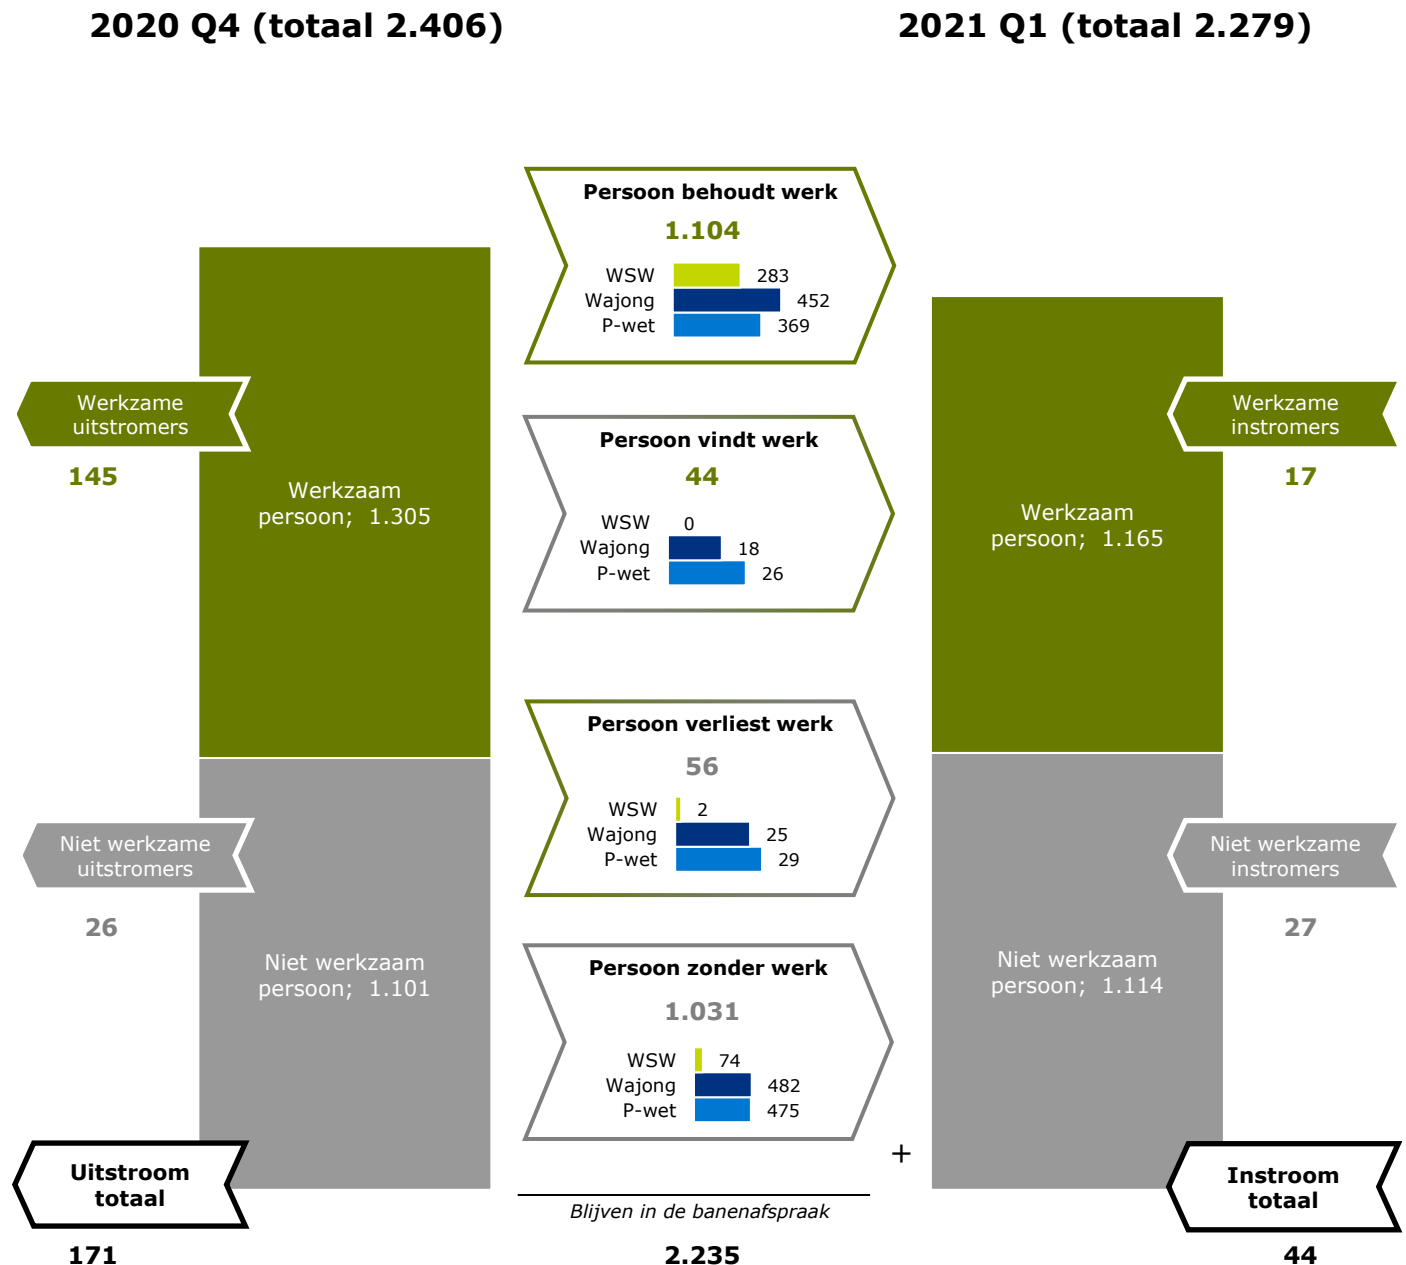 2020 Q4 (totaal 2.406)
2021 Q1 (totaal 2.279)
Werkzame
uitstromers
145
Werkzaam
persoon;  1.305
Niet werkzame
uitstromers
26
Niet werkzaam
persoon;  1.101
Uitstroom
totaal
171
Persoon behoudt werk
1.104
WSW 283
Wajong 452
P-wet 369
Persoon vindt werk
44
WSW 0
Wajong 18
P-wet 26
Persoon verliest werk
56
WSW 2
Wajong 25
P-wet 29
Persoon zonder werk
1.031
WSW 74
Wajong 482
P-wet 475
+
Blijven in de banenafspraak
2.235
Werkzame
instromers
17
Werkzaam
persoon;  1.165
Niet werkzame
instromers
27
Niet werkzaam
persoon;  1.114
Instroom
totaal
44